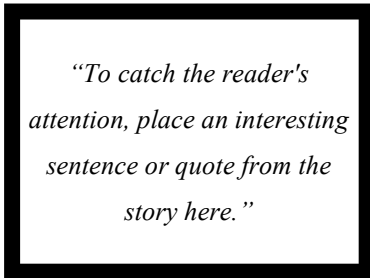 “To catch the reader's
attention, place an interesting
sentence or quote from the
story here.”